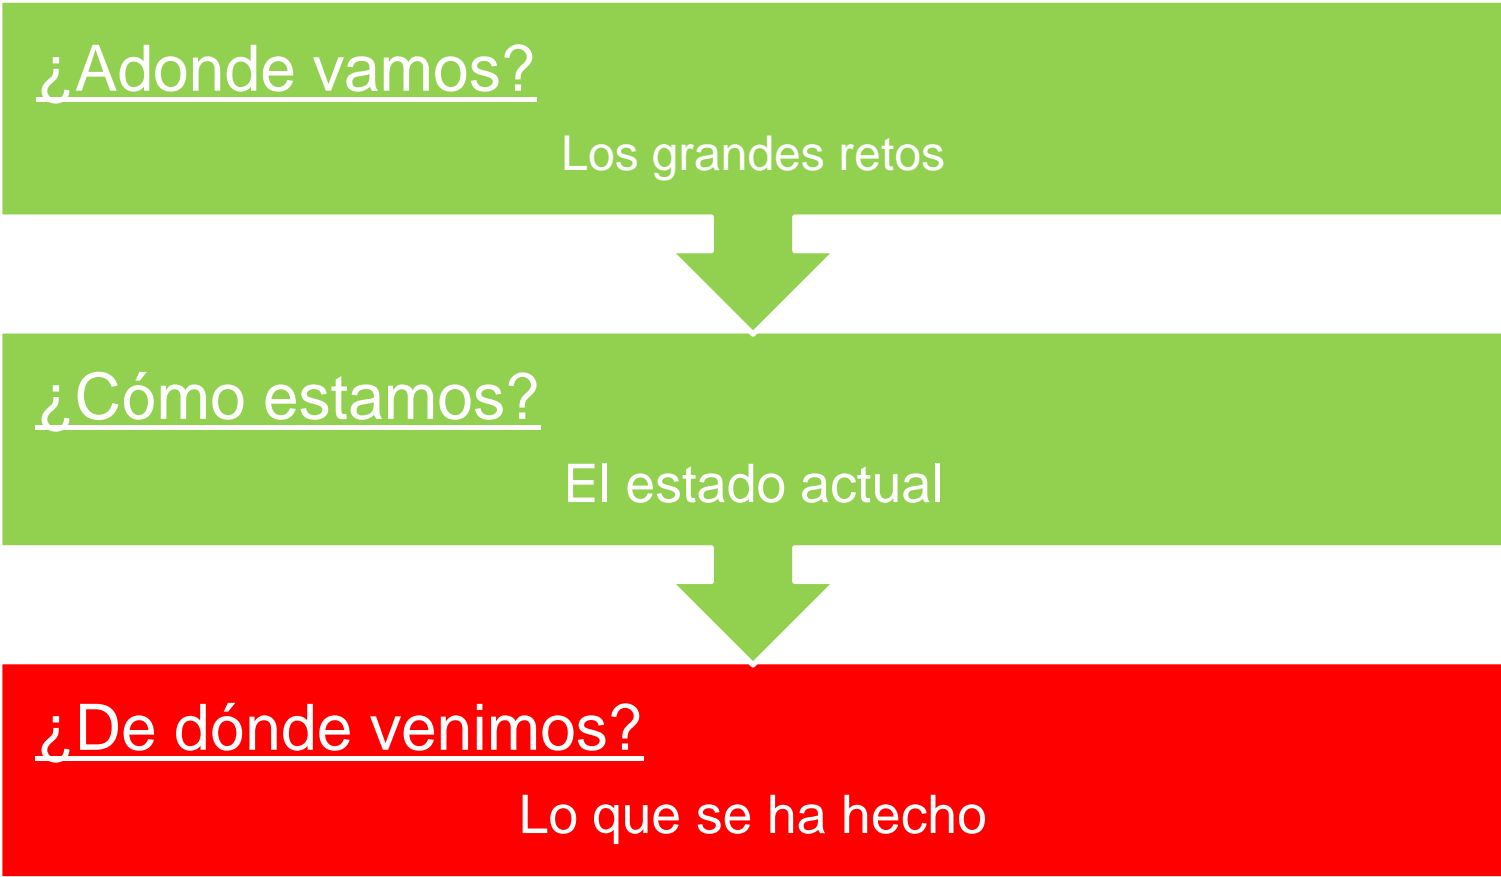 ¿Adonde vamos?
Los grandes retos
¿Cómo estamos?
El estado actual
¿De dónde venimos?
Lo que se ha hecho